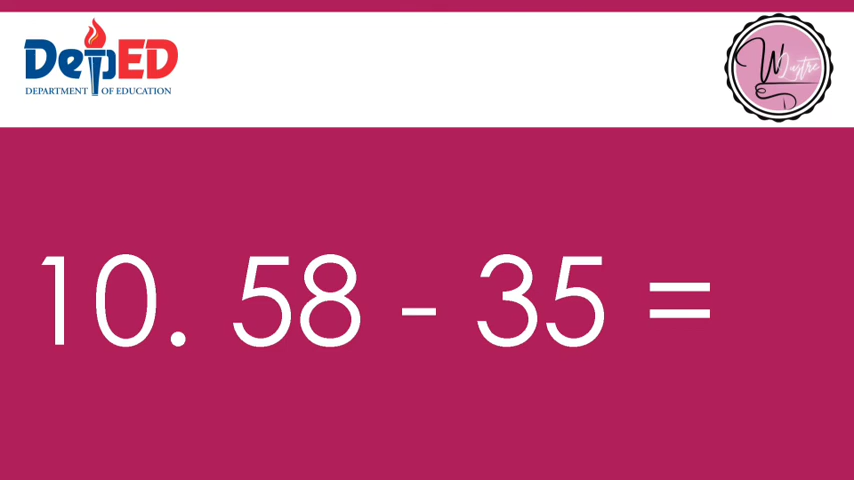 DepED
DEPARTMENT OF EDUCATION
W
10. 58 - 35 =